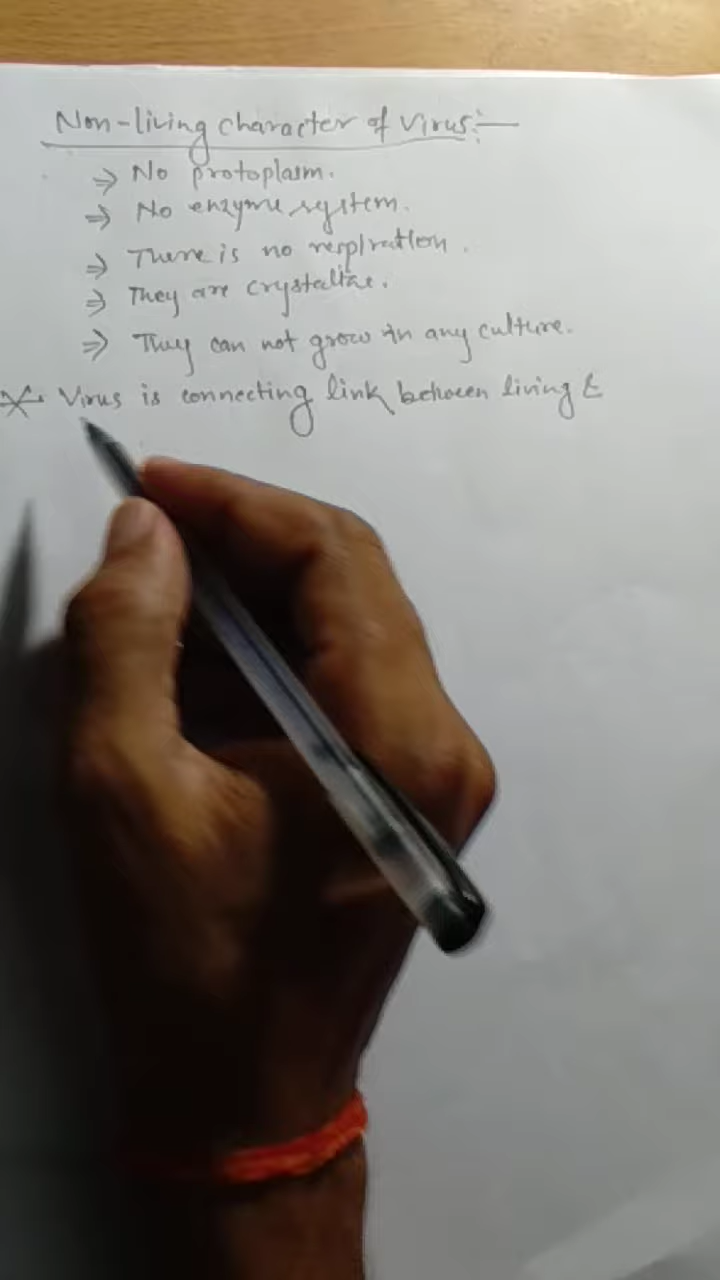 Non-living character of Virus:-
⇒ No protoplasm.
⇒ No enzyme system.
⇒ There is no respiration.
⇒ They are crystallize.
⇒ They can not grow in any culture.
* Virus is connecting link between living &